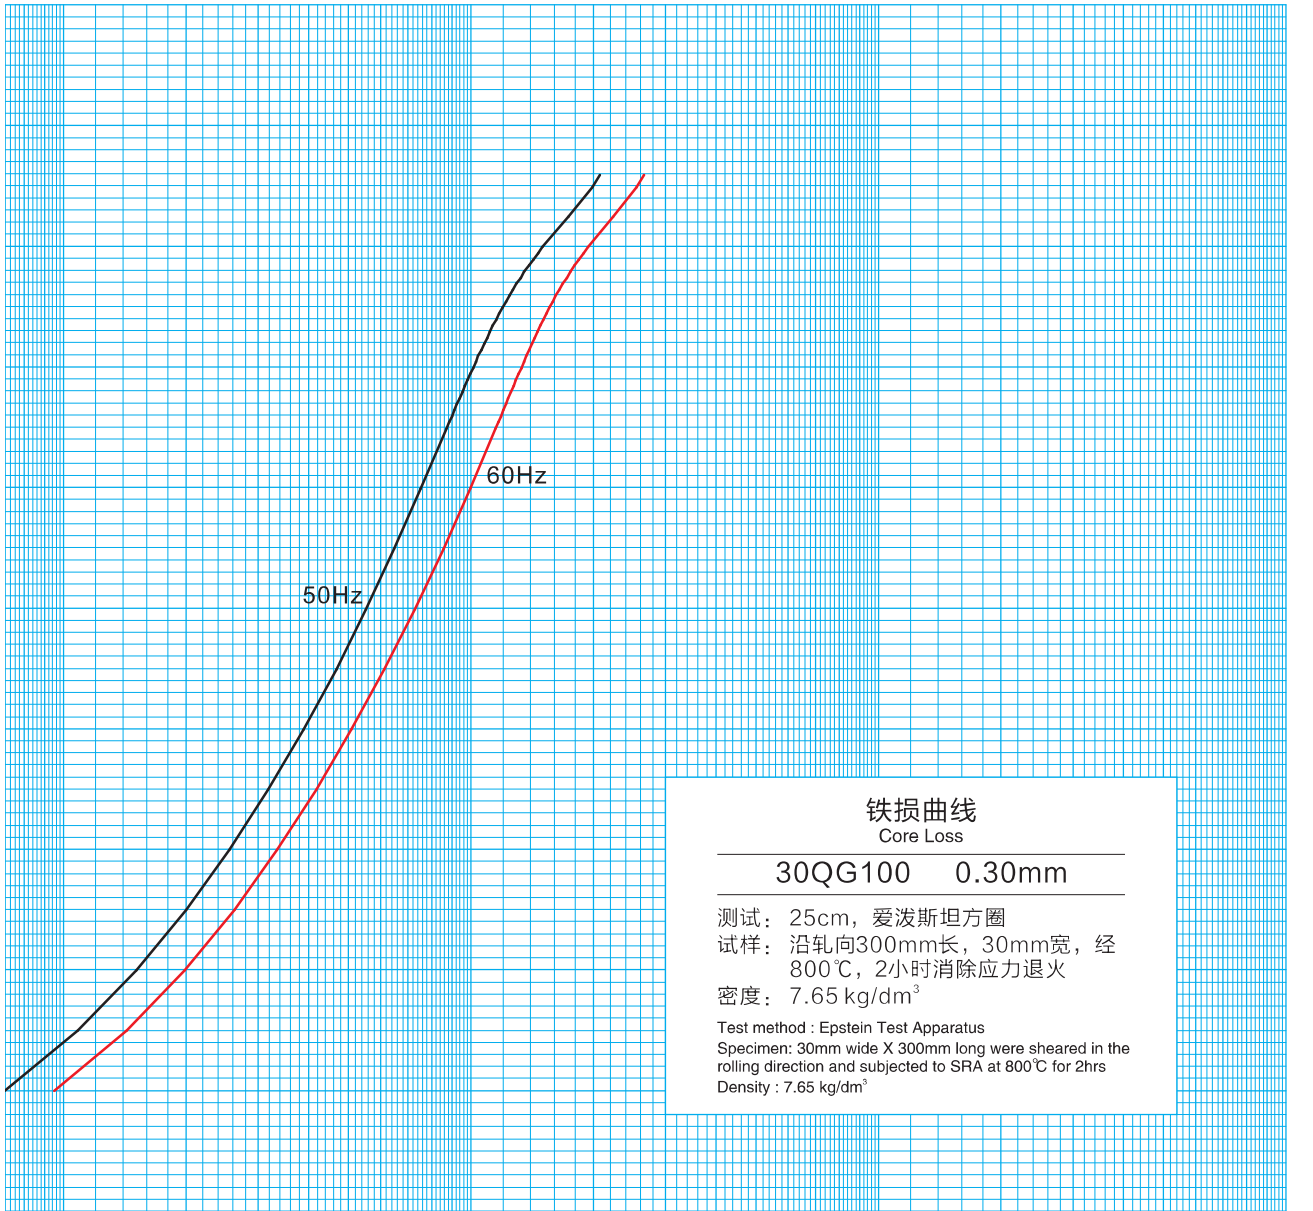 60Hz
50Hz
铁损曲线
Core Loss
30QG100 0.30mm
测试： 25cm，爱泼斯坦方圈
试样： 沿轧向300mm长，30mm宽，经
800℃，2小时消除应力退火
密度： 7.65 kg/dm³
Test method : Epstein Test Apparatus
Specimen: 30mm wide X 300mm long were sheared in the
rolling direction and subjected to SRA at 800℃ for 2hrs
Density : 7.65 kg/dm³